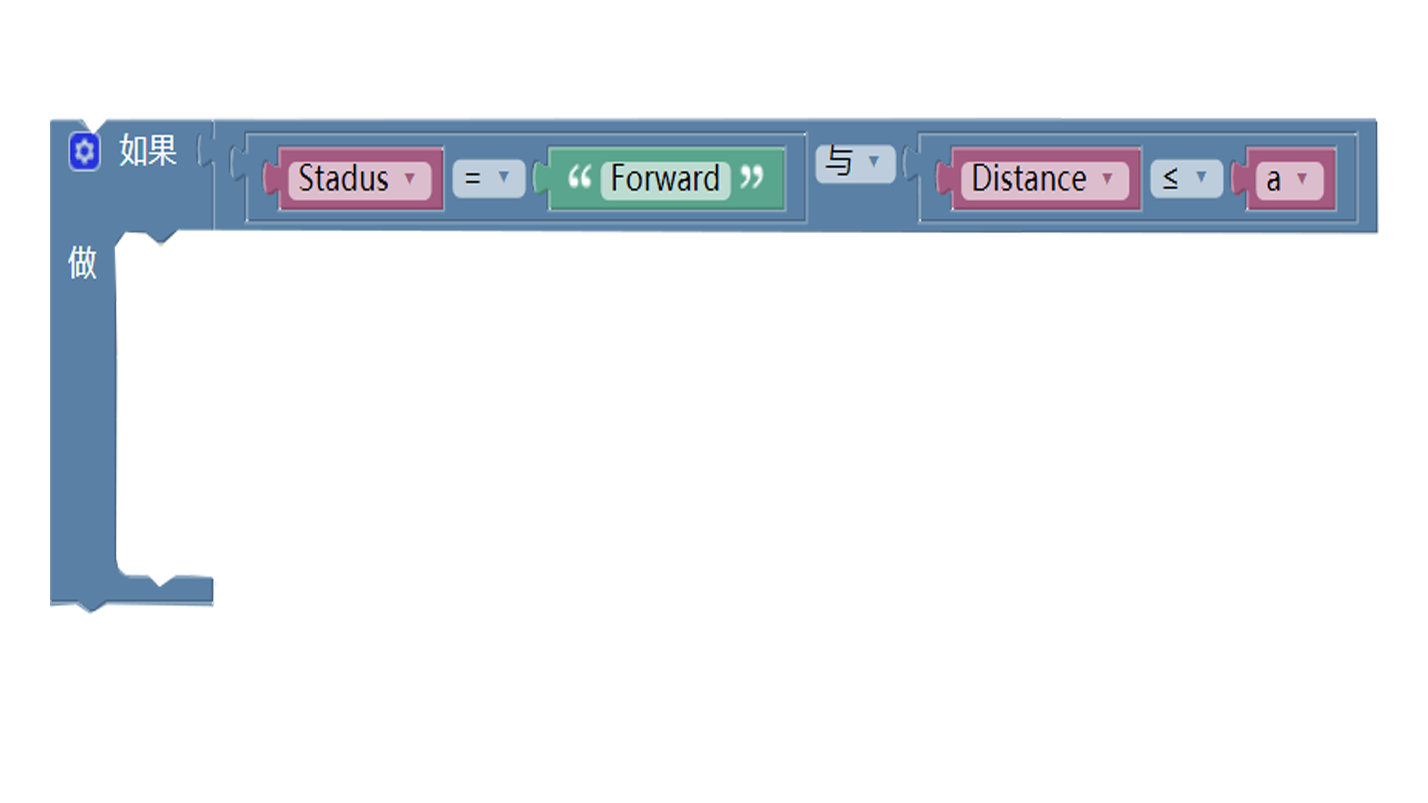 如果 Stadus = “ Forward ” 与 Distance ≤ a
做